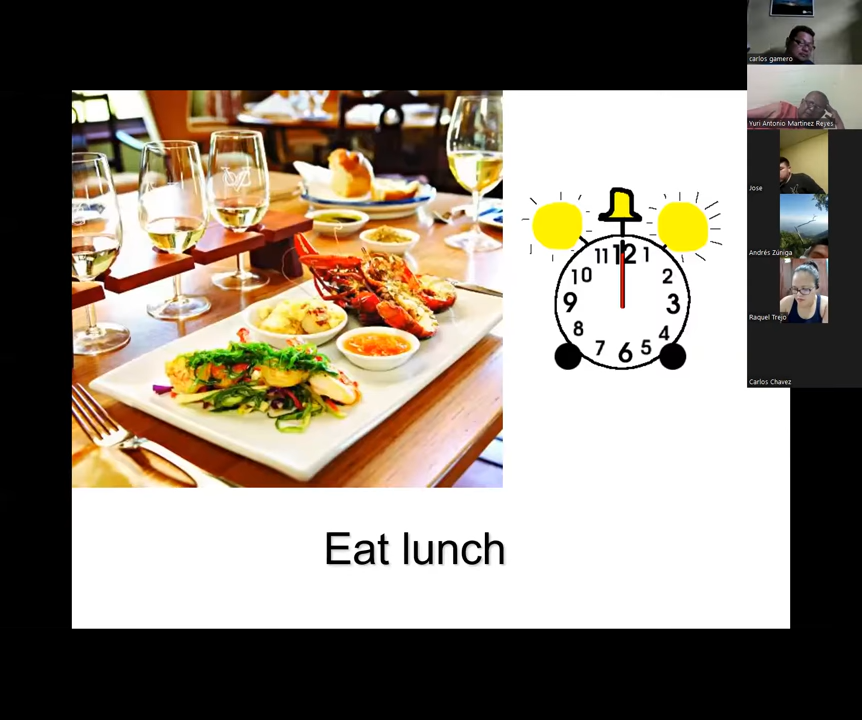 carlos gamero
Yuri Antonio Martinez Reyes
Jose
Andrés Zúniga
Raquel Trejo
Carlos Chavez
11 12 1
10 2
9 3
8 4
7 6 5
Eat lunch